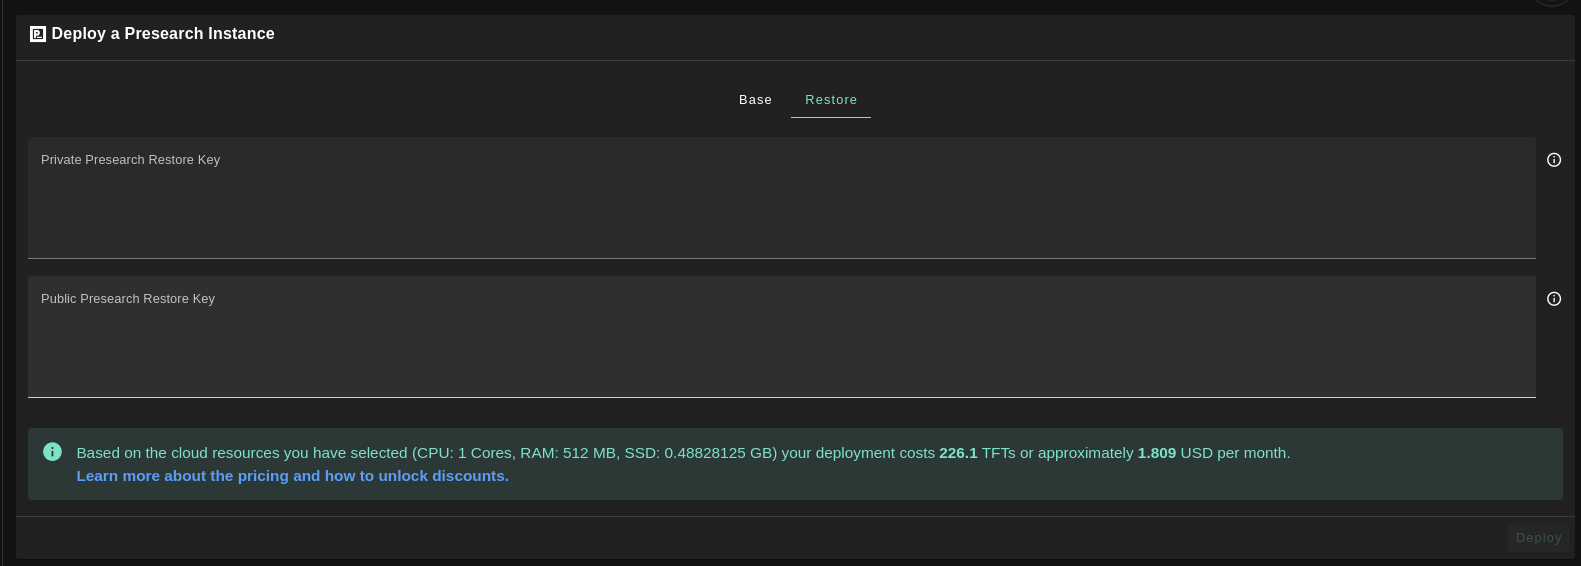 Deploy a Presearch Instance
Base Restore
Private Presearch Restore Key
Public Presearch Restore Key
Based on the cloud resources you have selected (CPU: 1 Cores, RAM: 512 MB, SSD: 0.48828125 GB) your deployment costs 226.1 TFTs or approximately 1.809 USD per month.
Learn more about the pricing and how to unlock discounts.
Deploy